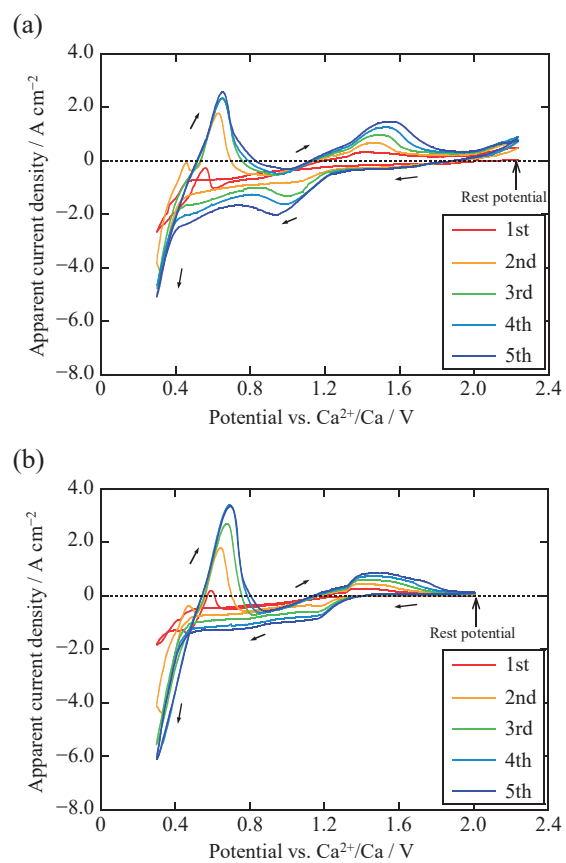 (a)
4.0
2.0
0
−2.0
−4.0
−6.0
−8.0
Apparent current density / A cm⁻²
Rest potential
1st
2nd
3rd
4th
5th
0 0.4 0.8 1.2 1.6 2.0 2.4
Potential vs. Ca²⁺/Ca / V
(b)
4.0
2.0
0
−2.0
−4.0
−6.0
−8.0
Apparent current density / A cm⁻²
Rest potential
1st
2nd
3rd
4th
5th
0 0.4 0.8 1.2 1.6 2.0 2.4
Potential vs. Ca²⁺/Ca / V